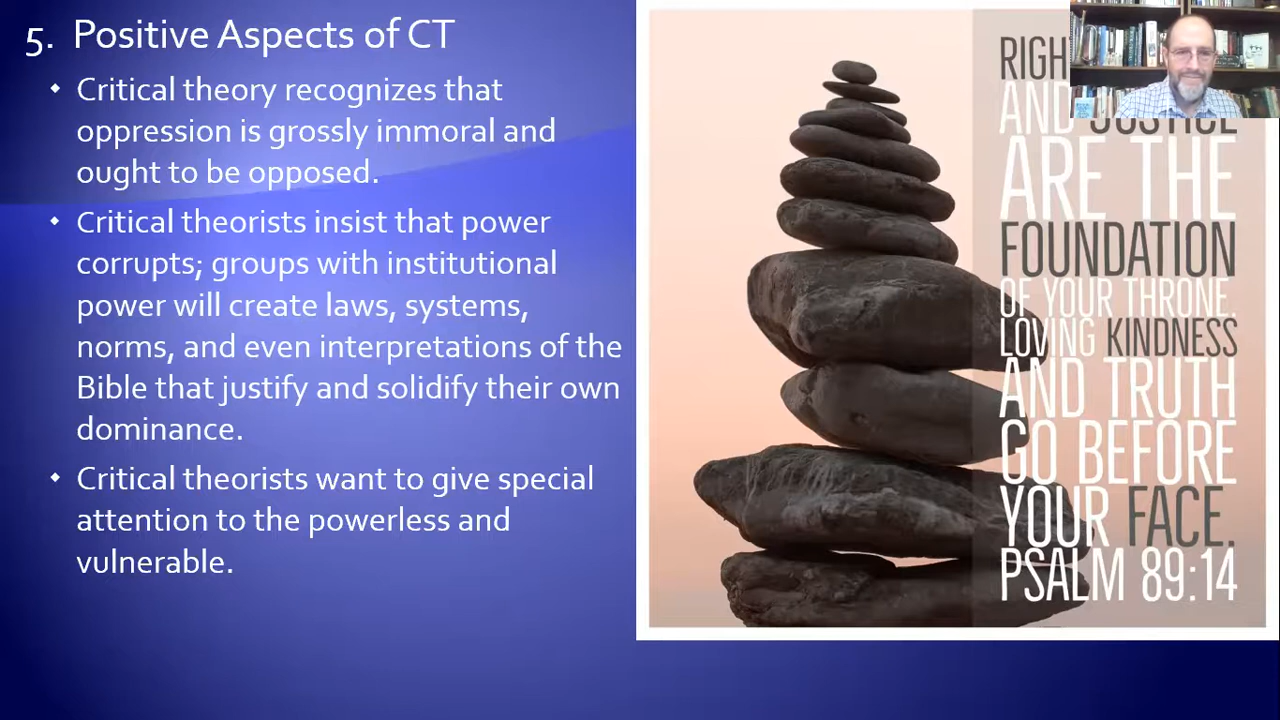 5. Positive Aspects of CT
Critical theory recognizes that
oppression is grossly immoral and
ought to be opposed.
Critical theorists insist that power
corrupts; groups with institutional
power will create laws, systems,
norms, and even interpretations of the
Bible that justify and solidify their own
dominance.
Critical theorists want to give special
attention to the powerless and
vulnerable.
AND JUSTICE
ARE THE
FOUNDATION
OF YOUR THRONE.
LOVING KINDNESS
AND TRUTH
GO BEFORE
YOUR FACE.
PSALM 89:14